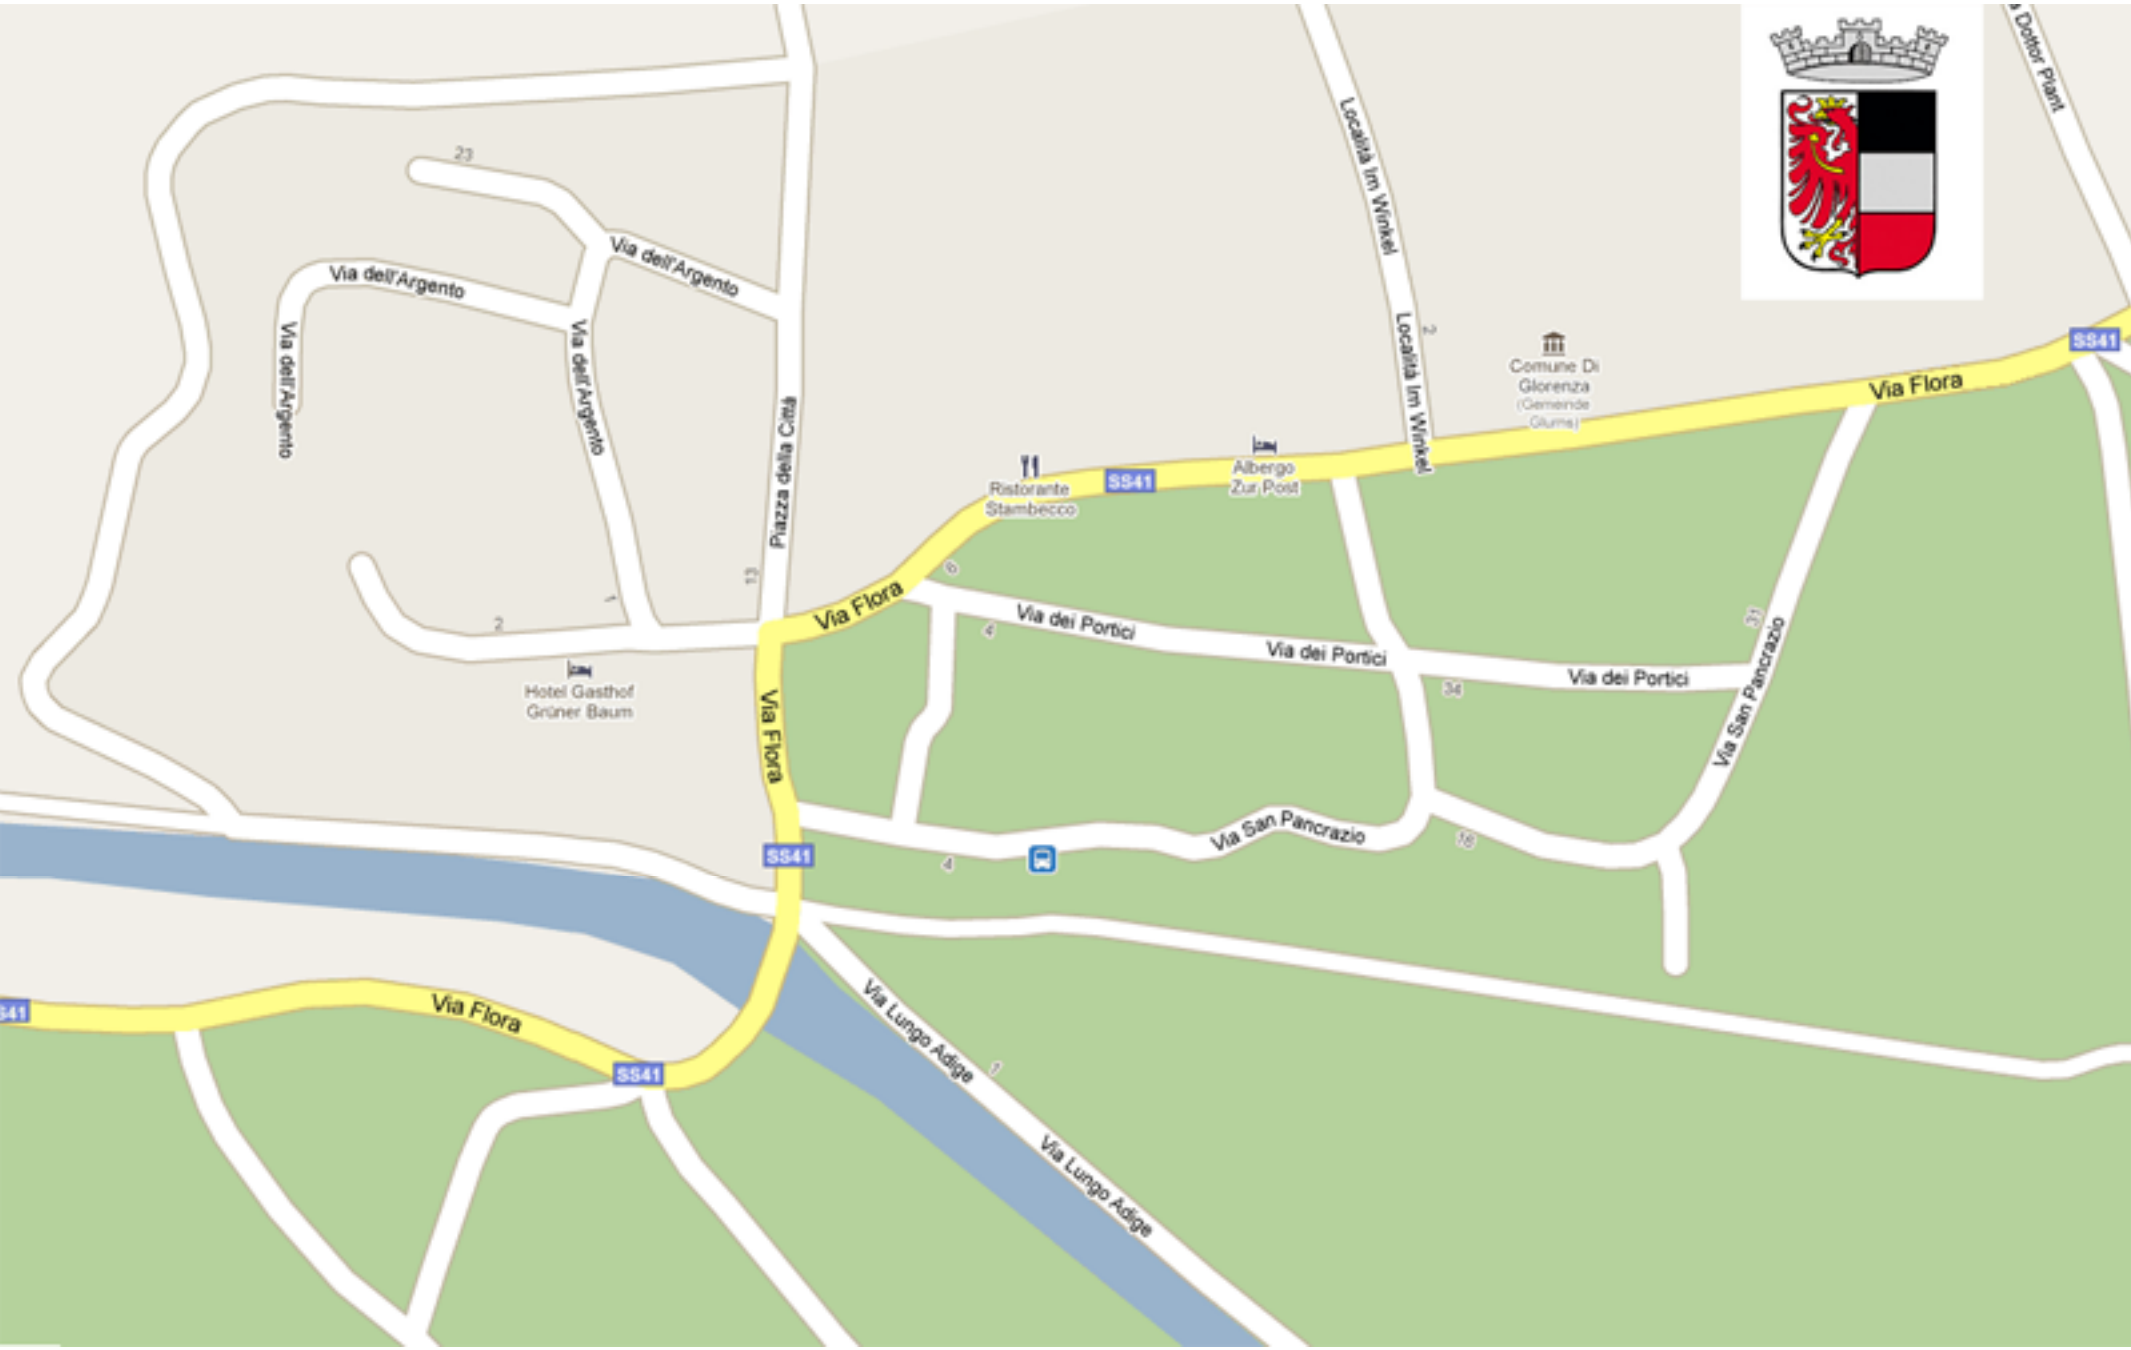 a Dottor Plant
23
Località Im Winkel
Via dell'Argento
Via dell'Argento
Via dell'Argento
Via dell'Argento
Località Im Winkel
2
SS41
Comune Di
Glorenza
(Gemeinde
Glurns)
Via Flora
Piazza della Città
Albergo
Zur Post
SS41
Ristorante
Stambecco
13
1
2
6
Via Flora
4
Via dei Portici
Via dei Portici
Via dei Portici
34
31
Via San Pancrazio
Hotel Gasthof
Grüner Baum
Via Flora
SS41
4
Via San Pancrazio
16
S41
Via Flora
SS41
Via Lungo Adige
7
Via Lungo Adige